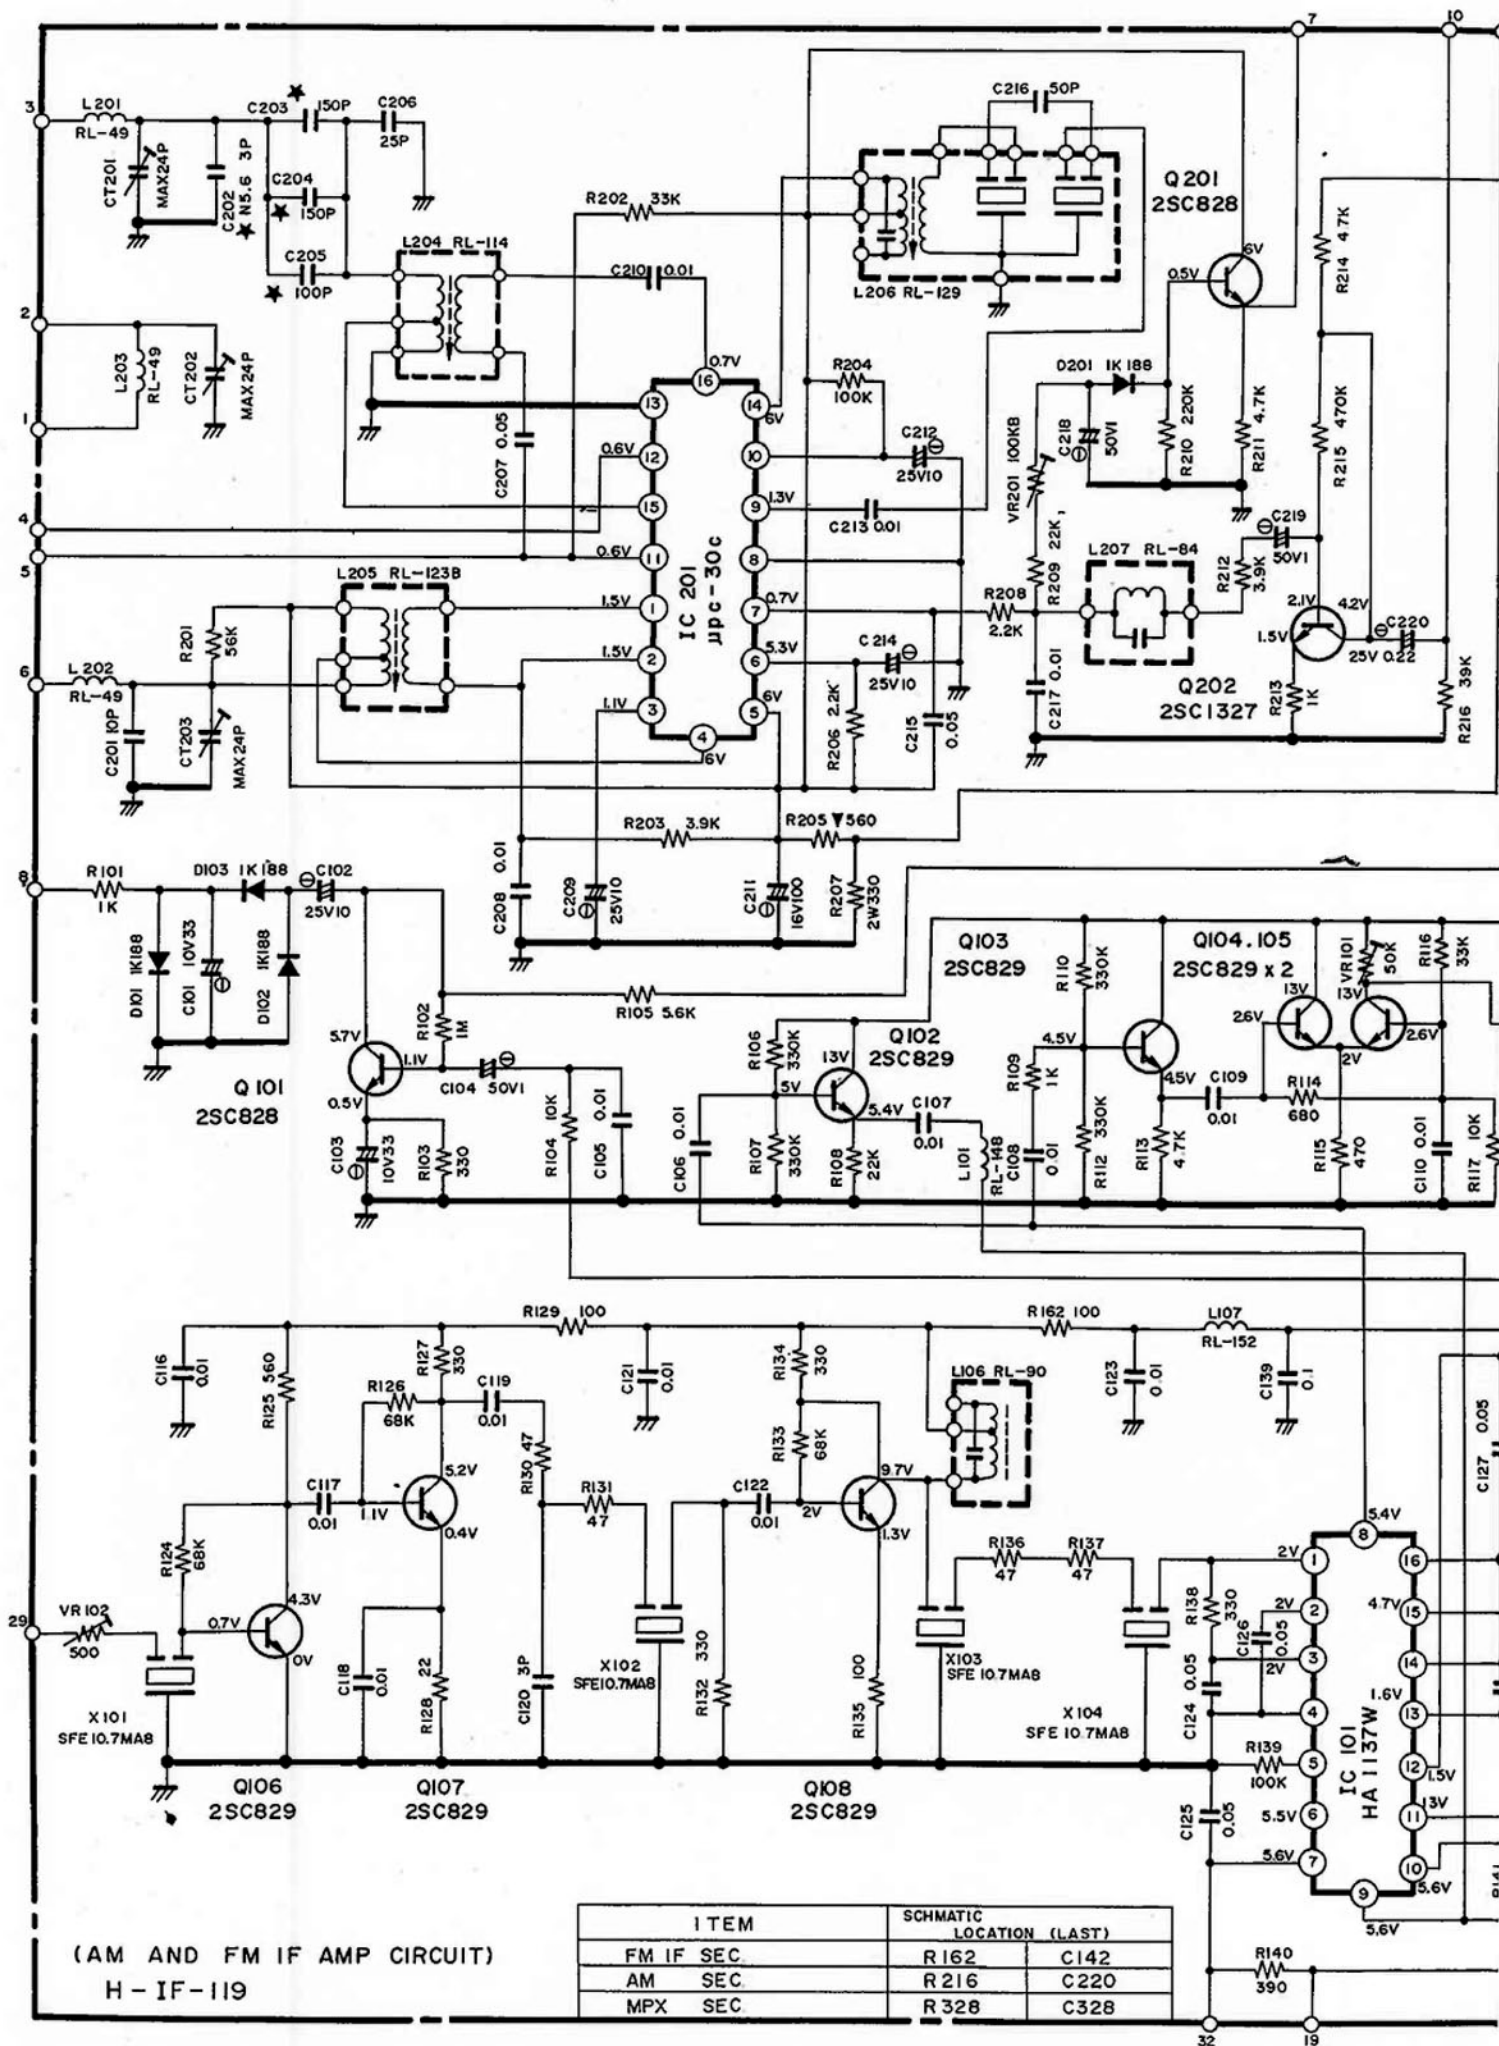 7
10
3
L201
RL-49
CT201
MAX24P
C202
★ N5.6 3P
C203 ★
150P
C204
★ 150P
C205
★ 100P
C206
25P
R202 33K
L204 RL-114
C210 0.01
C216 50P
L206 RL-129
Q201
2SC828
6V
0.5V
R214 4.7K
2
L203
RL-49
CT202
MAX24P
1
C207 0.05
0.7V
16
13
14
6V
12
0.6V
10
15
9
1.3V
11
0.6V
8
1
1.5V
7
0.7V
2
1.5V
6
5.3V
3
1.1V
5
6V
4
6V
IC 201
μpc-30c
R204
100K
C212
25V10
C213 0.01
D201 1K188
VR201 100KB
C218
50V1
R210 220K
R211 4.7K
R215 470K
4
5
L205 RL-123B
R201
56K
6
L202
RL-49
C201 10P
CT203
MAX24P
C214
25V10
R206 2.2K
C215
0.05
R208
2.2K
R209 22K
L207 RL-84
C217 0.01
R212
3.9K
C219
50V1
2.1V
4.2V
1.5V
C220
25V 0.22
Q202
2SC1327
R213
1K
R216 39K
R203 3.9K
R205 ▼560
C208 0.01
C209
25V10
C211
16V100
R207
2W330
8
R101
1K
D103 1K188
C102
25V10
D101 1K188
C101 10V33
D102 1K188
R102
1M
R105 5.6K
5.7V
1.1V
0.5V
Q101
2SC828
C104 50V1
C103
10V33
R103
330
R104 10K
C105 0.01
C106 0.01
R106
330K
R107
330K
5V
13V
5.4V
Q102
2SC829
R108
22K
C107
0.01
L101
RL-148
Q103
2SC829
R109
1K
C108
0.01
R110
330K
R112 330K
4.5V
4.5V
R113
4.7K
C109
0.01
Q104.105
2SC829 x 2
13V
2.6V
2V
13V
2.6V
VR101
50K
R116
33K
R114
680
R115
470
C110 0.01
R117 10K
R129 100
C116
0.01
R125 560
R127
330
R126
68K
C119
0.01
C121
0.01
R134
330
R133
68K
L106 RL-90
R162 100
C123
0.01
L107
RL-152
C139
0.1
C127 0.05
C117
0.01
1.1V
5.2V
0.4V
R130 47
R131
47
C122
0.01
2V
9.7V
1.3V
R124
68K
29
VR102
500
0.7V
4.3V
0V
X101
SFE10.7MA8
C118
0.01
R128 22
C120 3P
X102
SFE10.7MA8
R132 330
R135 100
R136
47
R137
47
X103
SFE 10.7MA8
X104
SFE 10.7MA8
R138
330
C126
0.05
C124 0.05
R139
100K
C125
0.05
5.4V
8
1
2V
16
2
2V
15
4.7V
3
2V
14
4
13
1.6V
5
12
1.5V
6
5.5V
11
13V
7
5.6V
10
5.6V
9
5.6V
IC 101
HA1137W
Q106
2SC829
Q107
2SC829
Q108
2SC829
R140
390
32
19
(AM AND FM IF AMP CIRCUIT)
H-IF-119
ITEM
SCHMATIC
LOCATION (LAST)
FM IF SEC. R162 C142
AM SEC. R216 C220
MPX SEC. R328 C328